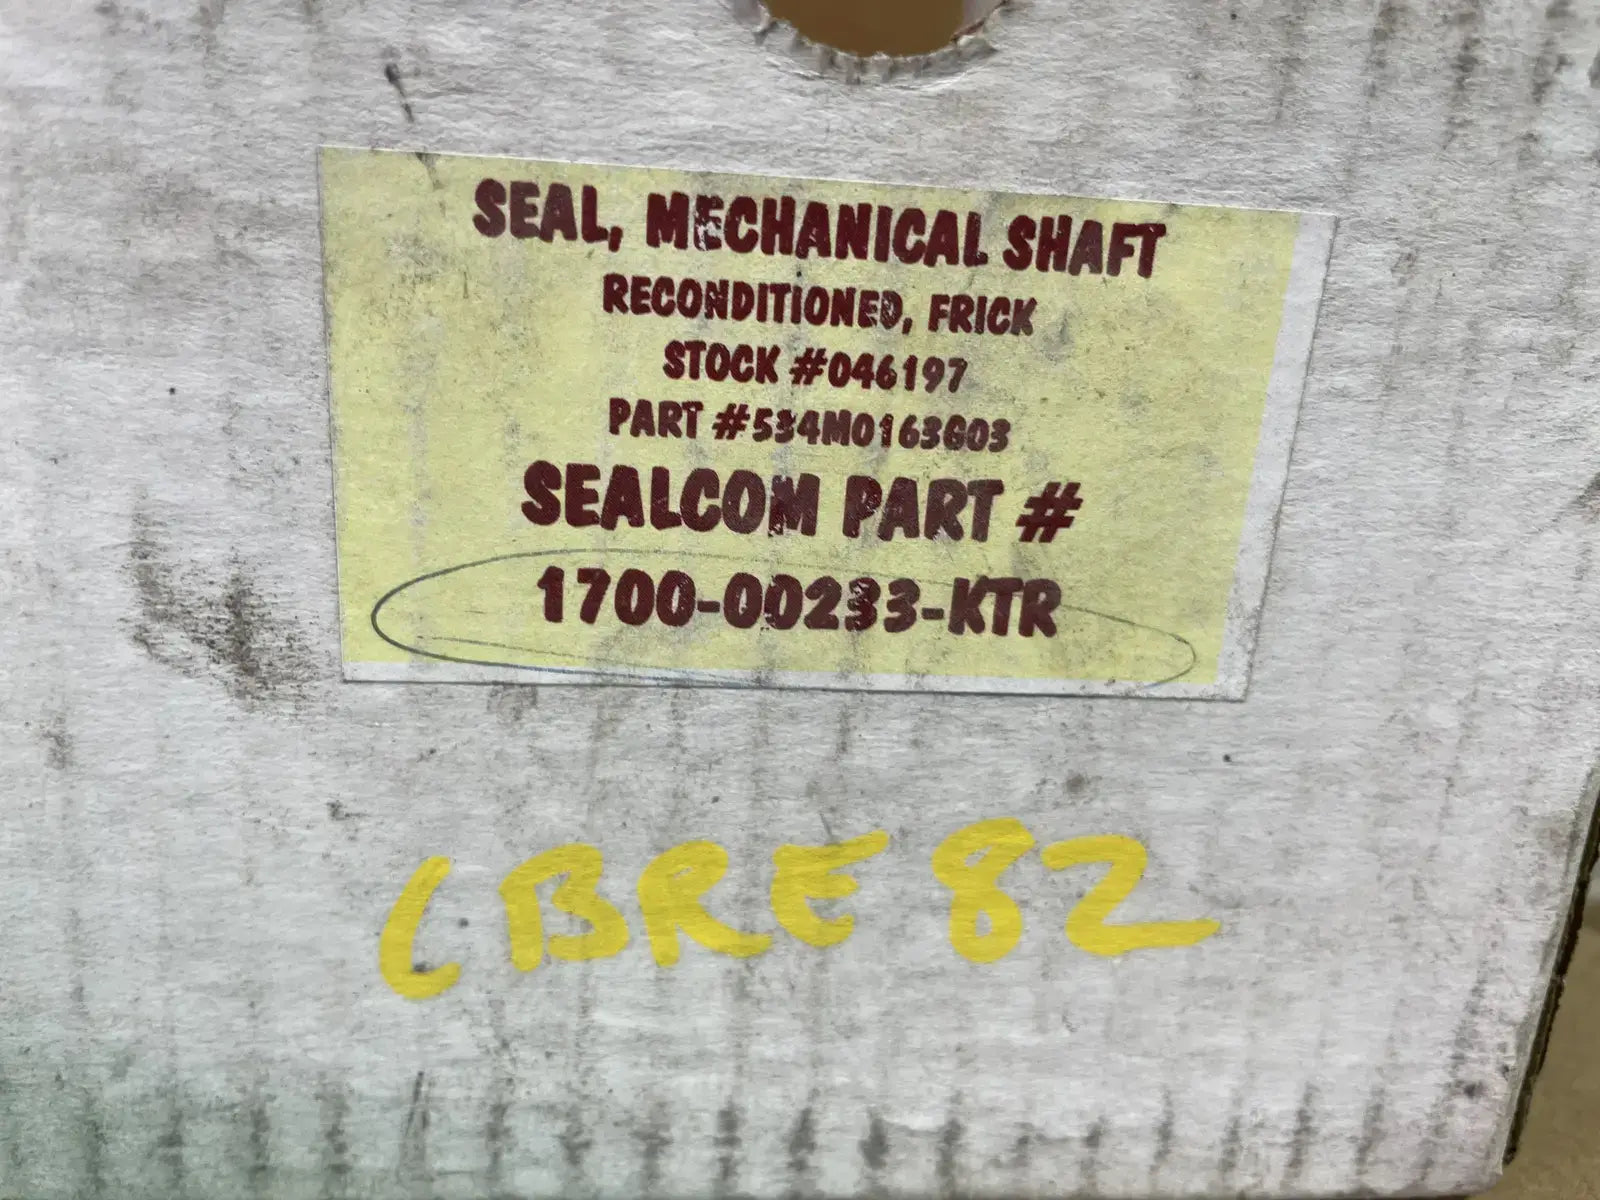 SEAL, MECHANICAL SHAFT
RECONDITIONED, FRICK
STOCK #046197
PART #534M0163G03
SEALCOM PART #
1700-00233-KTR
CBRE 82